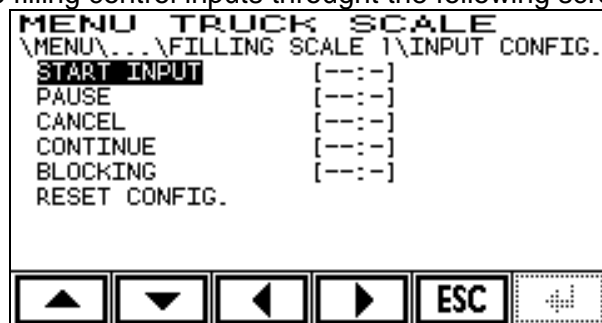 filling control inputs throught the following scre
MENU TRUCK SCALE
\MENU\...\FILLING SCALE 1\INPUT CONFIG.
START INPUT [--:-]
PAUSE [--:-]
CANCEL [--:-]
CONTINUE [--:-]
BLOCKING [--:-]
RESET CONFIG.
ESC